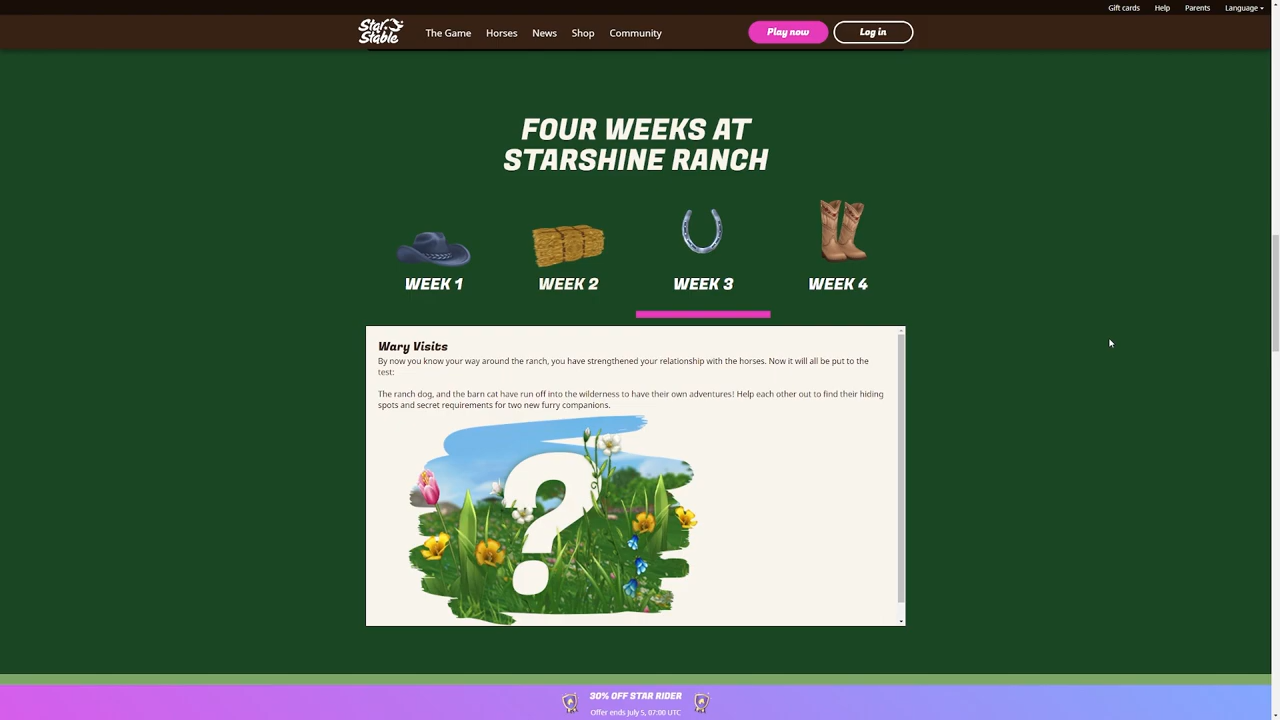 Gift cards Help Parents Language
Star Stable
The Game Horses News Shop Community
Play now Log in
FOUR WEEKS AT
STARSHINE RANCH
WEEK 1 WEEK 2 WEEK 3 WEEK 4
Wary Visits
By now you know your way around the ranch, you have strengthened your relationship with the horses. Now it will all be put to the
test:
The ranch dog, and the barn cat have run off into the wilderness to have their own adventures! Help each other out to find their hiding
spots and secret requirements for two new furry companions.
?
30% OFF STAR RIDER
Offer ends July 5, 07:00 UTC